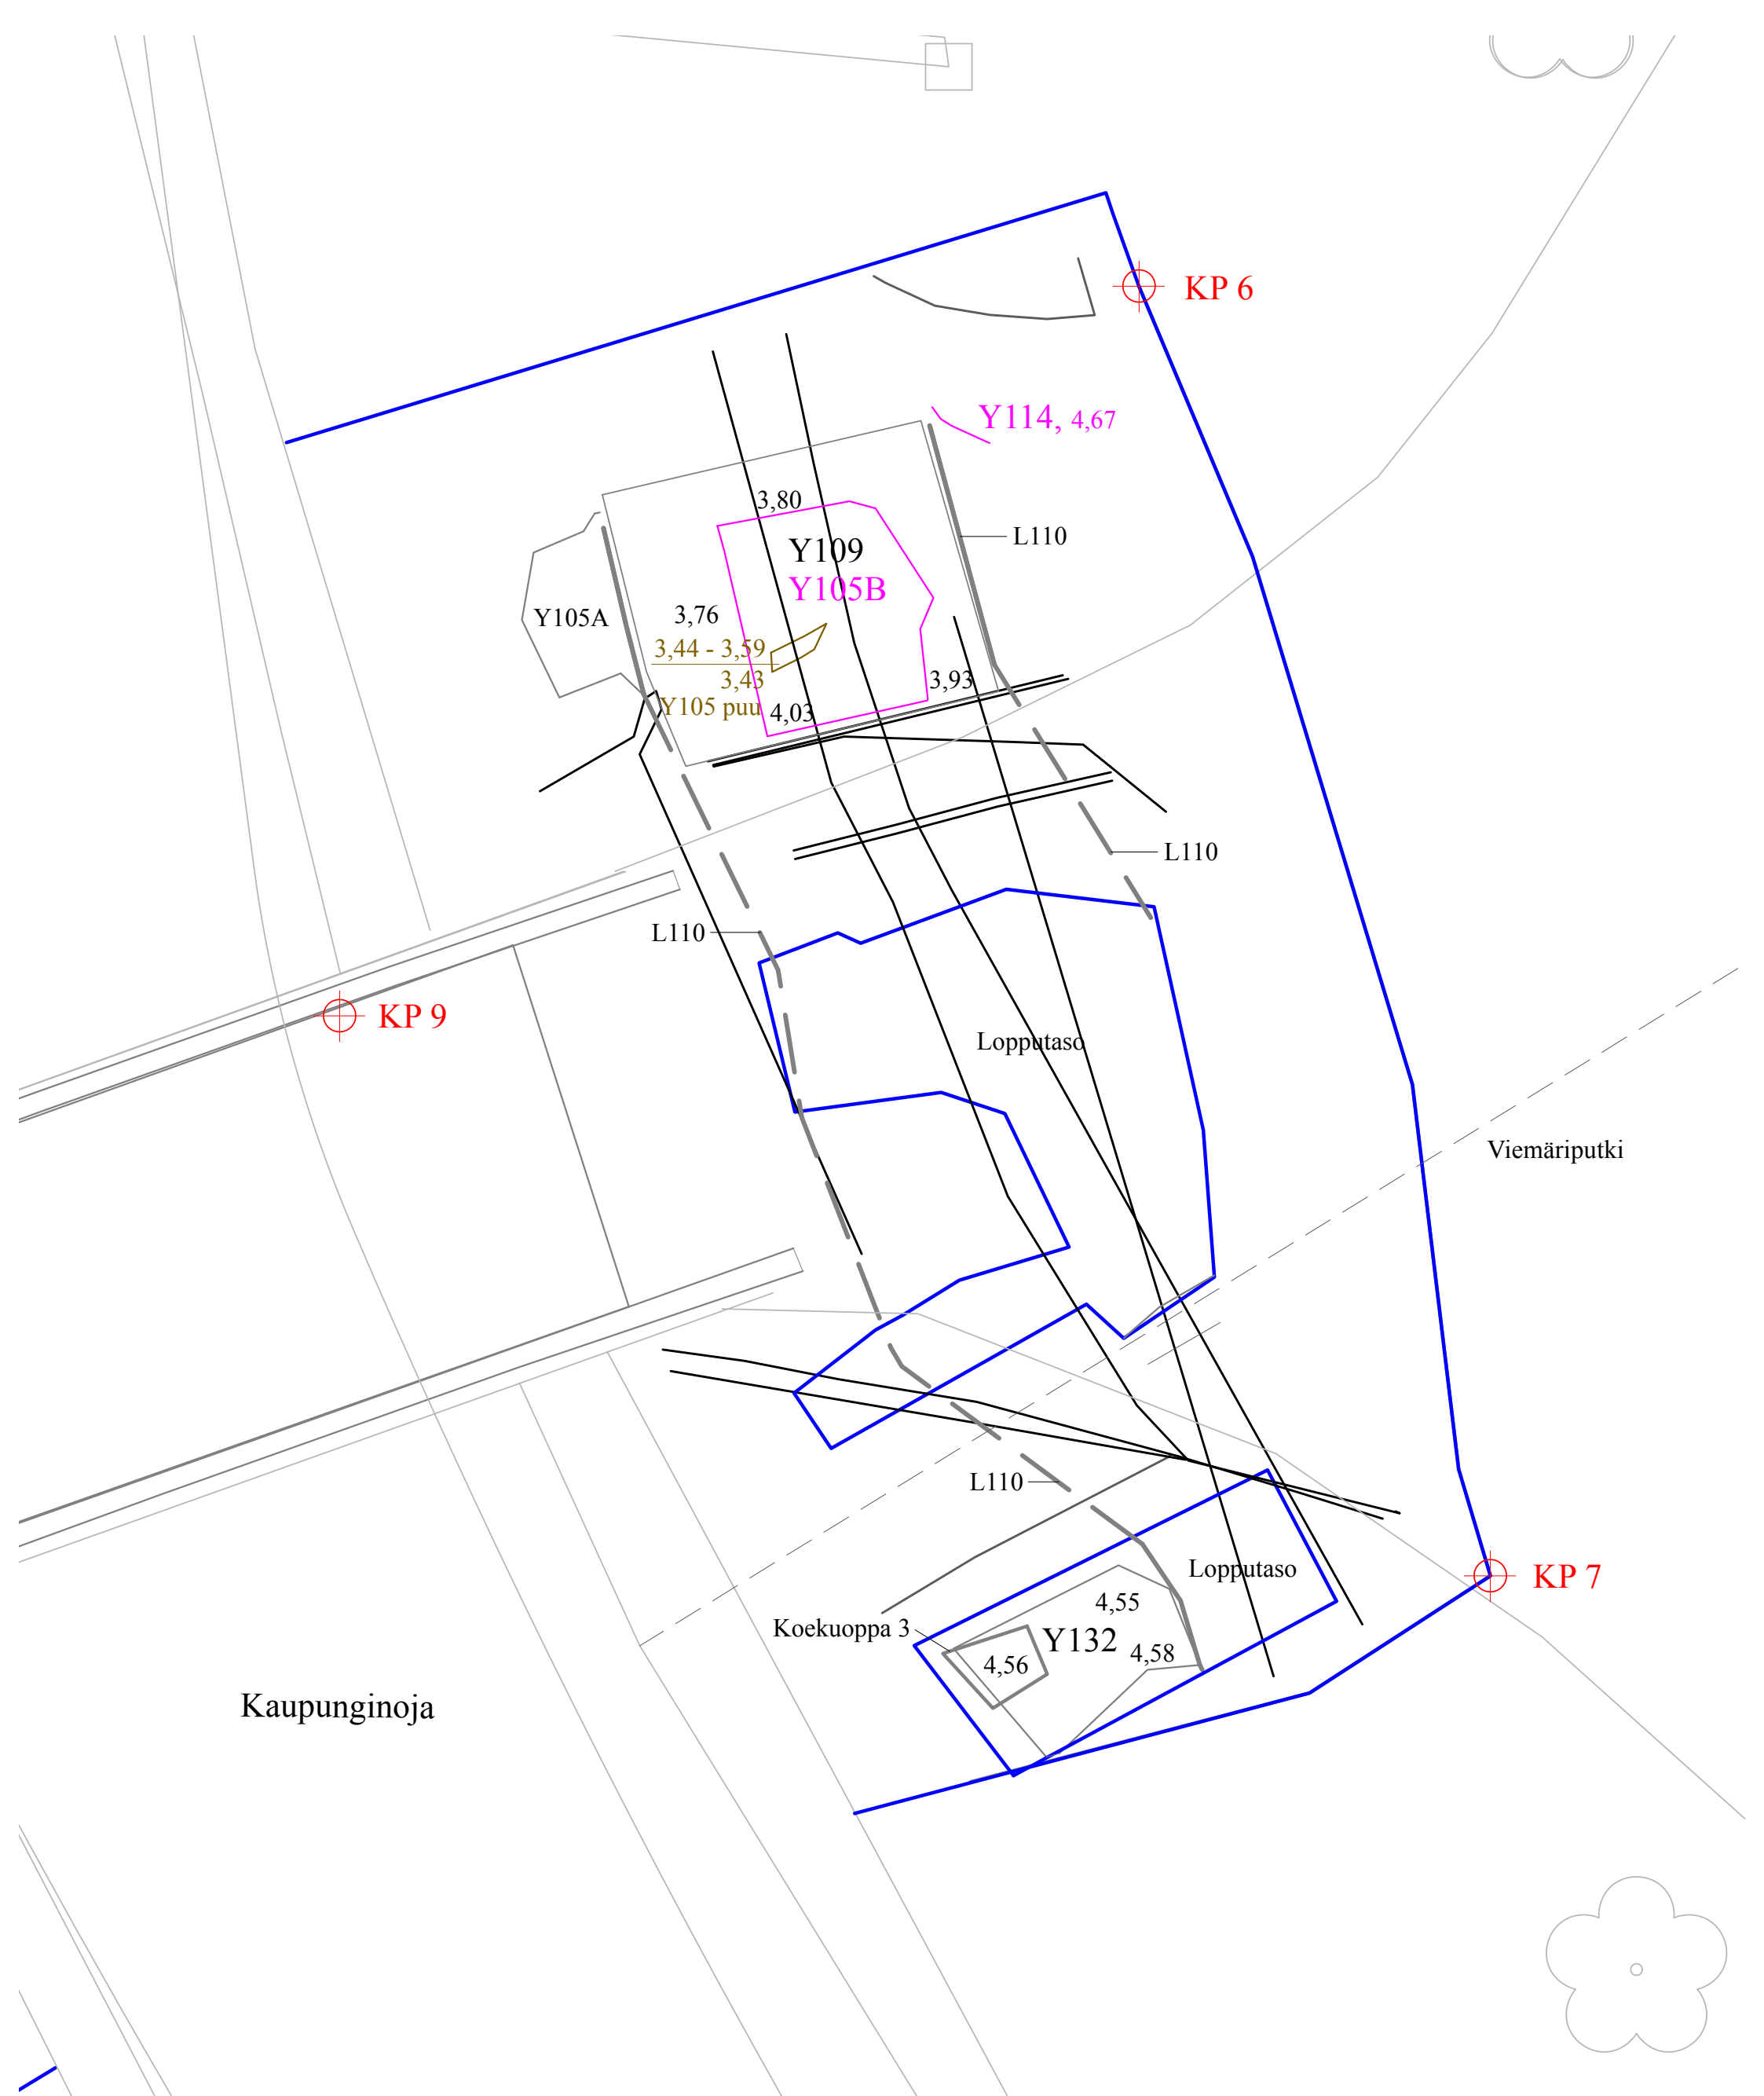 KP 6
Y114, 4,67
3,80
L110
Y109
Y105B
3,76
Y105A
3,44 - 3,59
3,43
3,93
Y105 puu
4,03
L110
L110
KP 9
Lopputaso
Viemäriputki
L110
Lopputaso
KP 7
4,55
Koekuoppa 3
Y132
4,58
4,56
Kaupunginoja